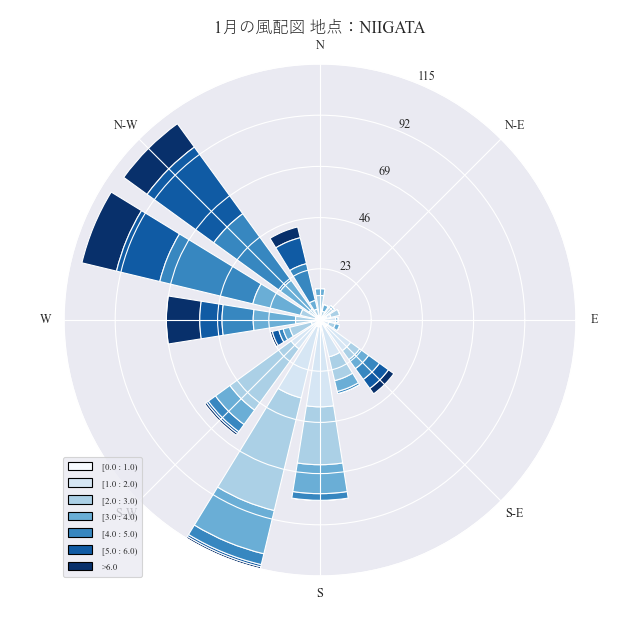 1月の風配図 地点：NIIGATA
N
115
N-W
92
N-E
69
46
23
W
E
[0.0 : 1.0)
[1.0 : 2.0)
[2.0 : 3.0)
[3.0 : 4.0)
[4.0 : 5.0)
[5.0 : 6.0)
>6.0
S-W
S-E
S